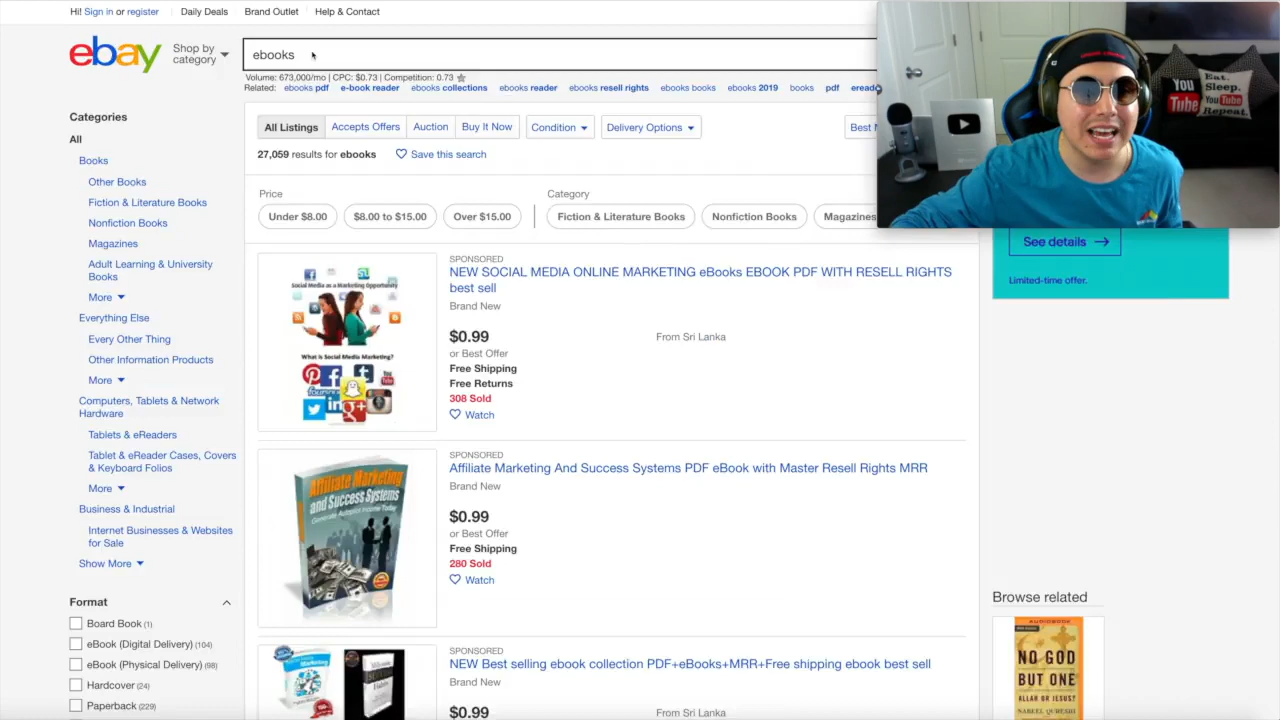 Hi! Sign in or register
Daily Deals
Brand Outlet
Help & Contact
ebay
Shop by category
ebooks
Volume: 673,000/mo | CPC: $0.73 | Competition: 0.73
Related:
ebooks pdf
e-book reader
ebooks collections
ebooks reader
ebooks resell rights
ebooks books
ebooks 2019
books
pdf
eread
Categories
All
Books
Other Books
Fiction & Literature Books
Nonfiction Books
Magazines
Adult Learning & University
Books
More
Everything Else
Every Other Thing
Other Information Products
More
Computers, Tablets & Network
Hardware
Tablets & eReaders
Tablet & eReader Cases, Covers
& Keyboard Folios
More
Business & Industrial
Internet Businesses & Websites
for Sale
Show More
Format
Board Book (1)
eBook (Digital Delivery) (104)
eBook (Physical Delivery) (98)
Hardcover (24)
Paperback (229)
All Listings
Accepts Offers
Auction
Buy It Now
Condition
Delivery Options
Best
27,059 results for ebooks
Save this search
Price
Under $8.00
$8.00 to $15.00
Over $15.00
Category
Fiction & Literature Books
Nonfiction Books
Magazines
SPONSORED
NEW SOCIAL MEDIA ONLINE MARKETING eBooks EBOOK PDF WITH RESELL RIGHTS
best sell
Brand New
$0.99
From Sri Lanka
or Best Offer
Free Shipping
Free Returns
308 Sold
Watch
Social Media as a Marketing Opportunity
What is Social Media Marketing?
SPONSORED
Affiliate Marketing And Success Systems PDF eBook with Master Resell Rights MRR
Brand New
$0.99
or Best Offer
Free Shipping
280 Sold
Watch
Affiliate Marketing
and Success Systems
Generate Autopilot Income Today
SPONSORED
NEW Best selling ebook collection PDF+eBooks+MRR+Free shipping ebook best sell
Brand New
$0.99
From Sri Lanka
You
Tube
Eat.
Sleep.
YouTube
Repeat.
See details
Limited-time offer.
Browse related
AUDIOBOOK
NO GOD
BUT ONE
ALLAH OR JESUS?
NABEEL QURESHI